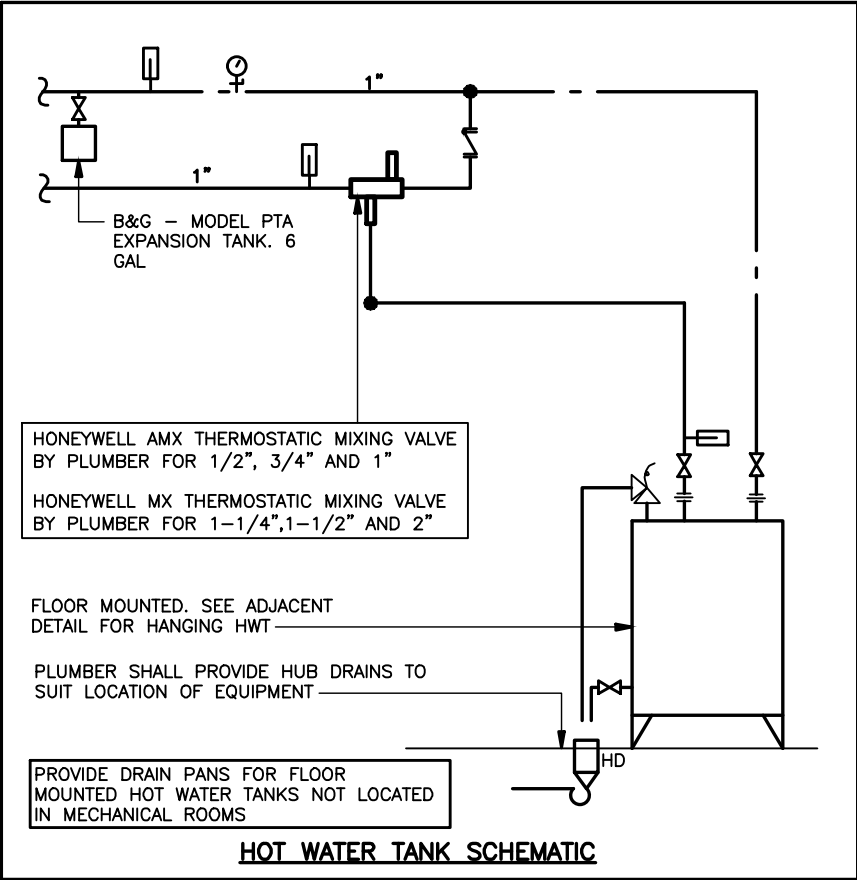 1"
1"
B&G – MODEL PTA
EXPANSION TANK. 6
GAL
HONEYWELL AMX THERMOSTATIC MIXING VALVE
BY PLUMBER FOR 1/2", 3/4" AND 1"
HONEYWELL MX THERMOSTATIC MIXING VALVE
BY PLUMBER FOR 1–1/4",1–1/2" AND 2"
FLOOR MOUNTED. SEE ADJACENT
DETAIL FOR HANGING HWT
PLUMBER SHALL PROVIDE HUB DRAINS TO
SUIT LOCATION OF EQUIPMENT
HD
PROVIDE DRAIN PANS FOR FLOOR
MOUNTED HOT WATER TANKS NOT LOCATED
IN MECHANICAL ROOMS
HOT WATER TANK SCHEMATIC